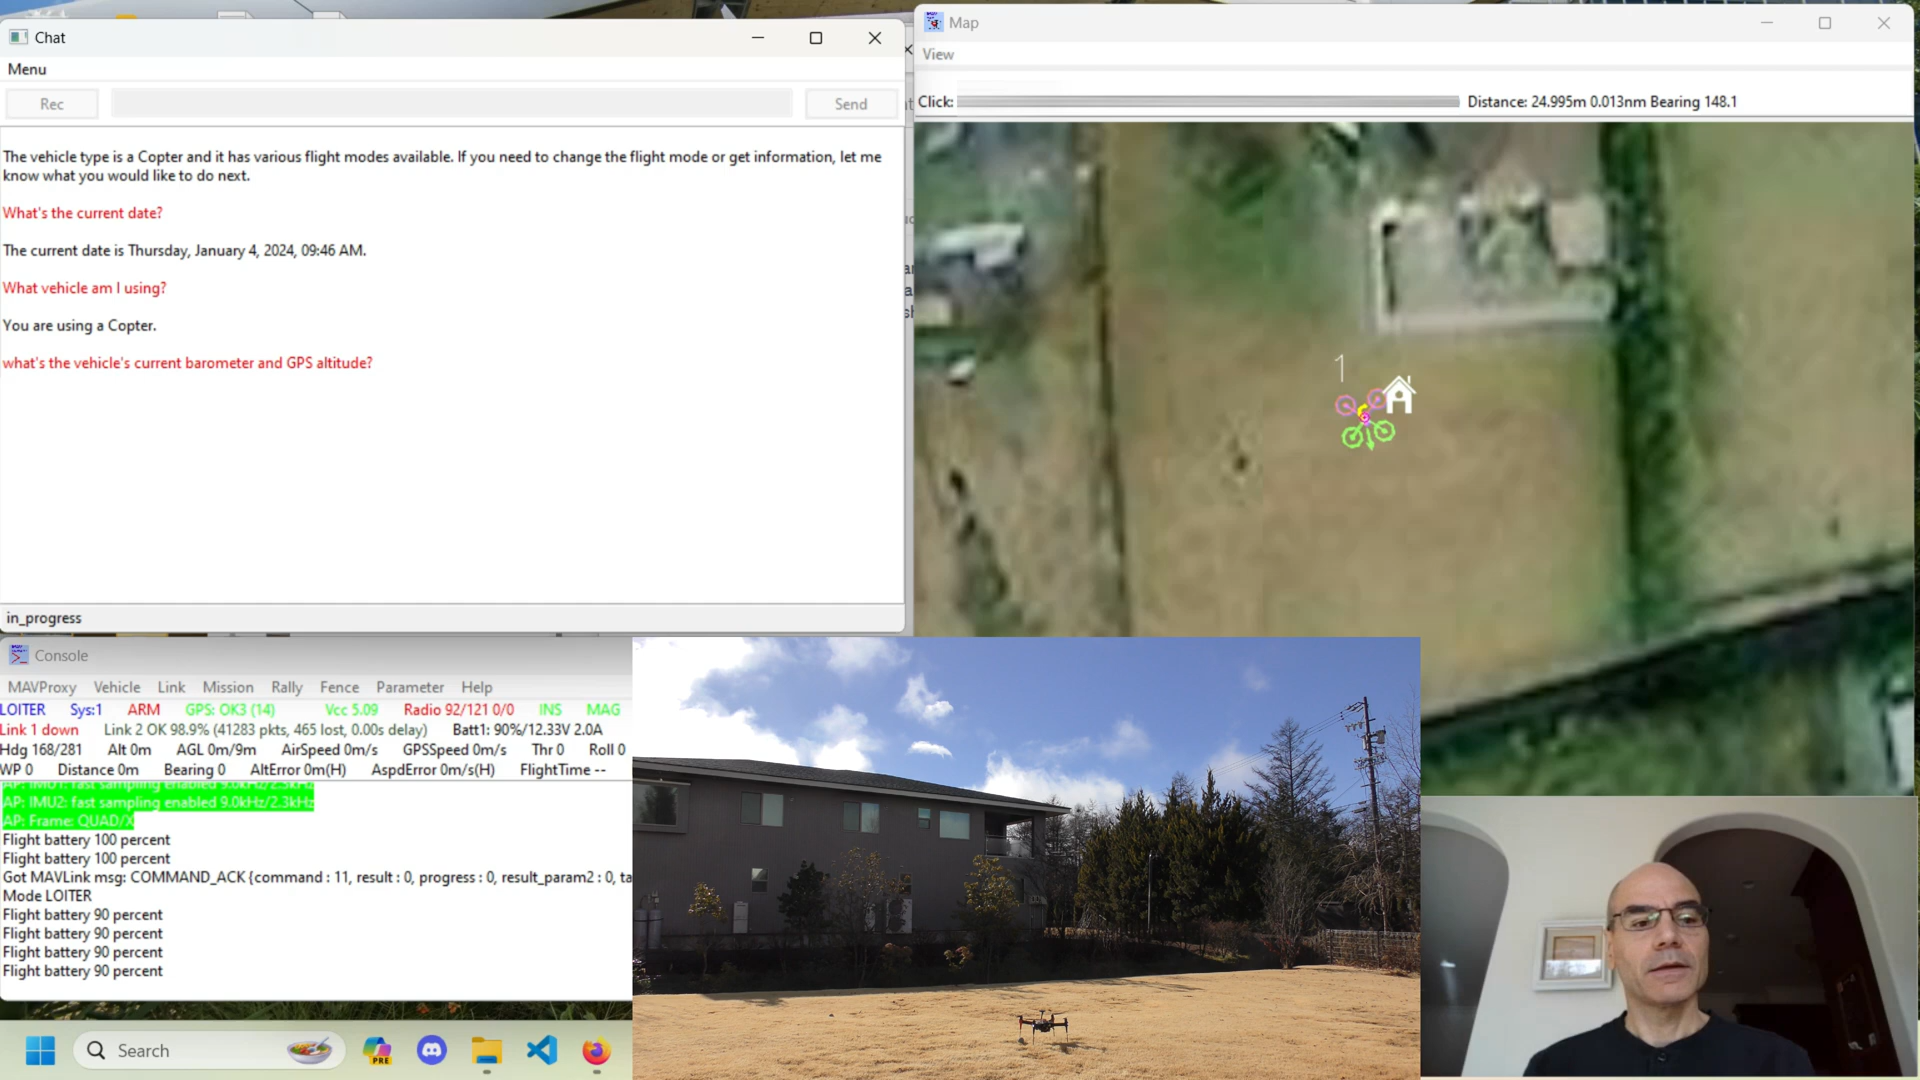 Chat
Menu
Rec
Send
The vehicle type is a Copter and it has various flight modes available. If you need to change the flight mode or get information, let me
know what you would like to do next.
What's the current date?
The current date is Thursday, January 4, 2024, 09:46 AM.
What vehicle am I using?
You are using a Copter.
what's the vehicle's current barometer and GPS altitude?
in_progress
Map
View
Click:
Distance: 24.995m 0.013nm Bearing 148.1
1
Console
MAVProxy Vehicle Link Mission Rally Fence Parameter Help
LOITER Sys:1 ARM GPS: OK3 (14) Vcc 5.09 Radio 92/121 0/0 INS MAG
Link 1 down Link 2 OK 98.9% (41283 pkts, 465 lost, 0.00s delay) Batt1: 90%/12.33V 2.0A
Hdg 168/281 Alt 0m AGL 0m/9m AirSpeed 0m/s GPSSpeed 0m/s Thr 0 Roll 0
WP 0 Distance 0m Bearing 0 AltError 0m(H) AspdError 0m/s(H) FlightTime --
AP: IMU1: fast sampling enabled 9.0kHz/2.3kHz
AP: IMU2: fast sampling enabled 9.0kHz/2.3kHz
AP: Frame: QUAD/X
Flight battery 100 percent
Flight battery 100 percent
Got MAVLink msg: COMMAND_ACK {command : 11, result : 0, progress : 0, result_param2 : 0, ta
Mode LOITER
Flight battery 90 percent
Flight battery 90 percent
Flight battery 90 percent
Flight battery 90 percent
Search
PRE